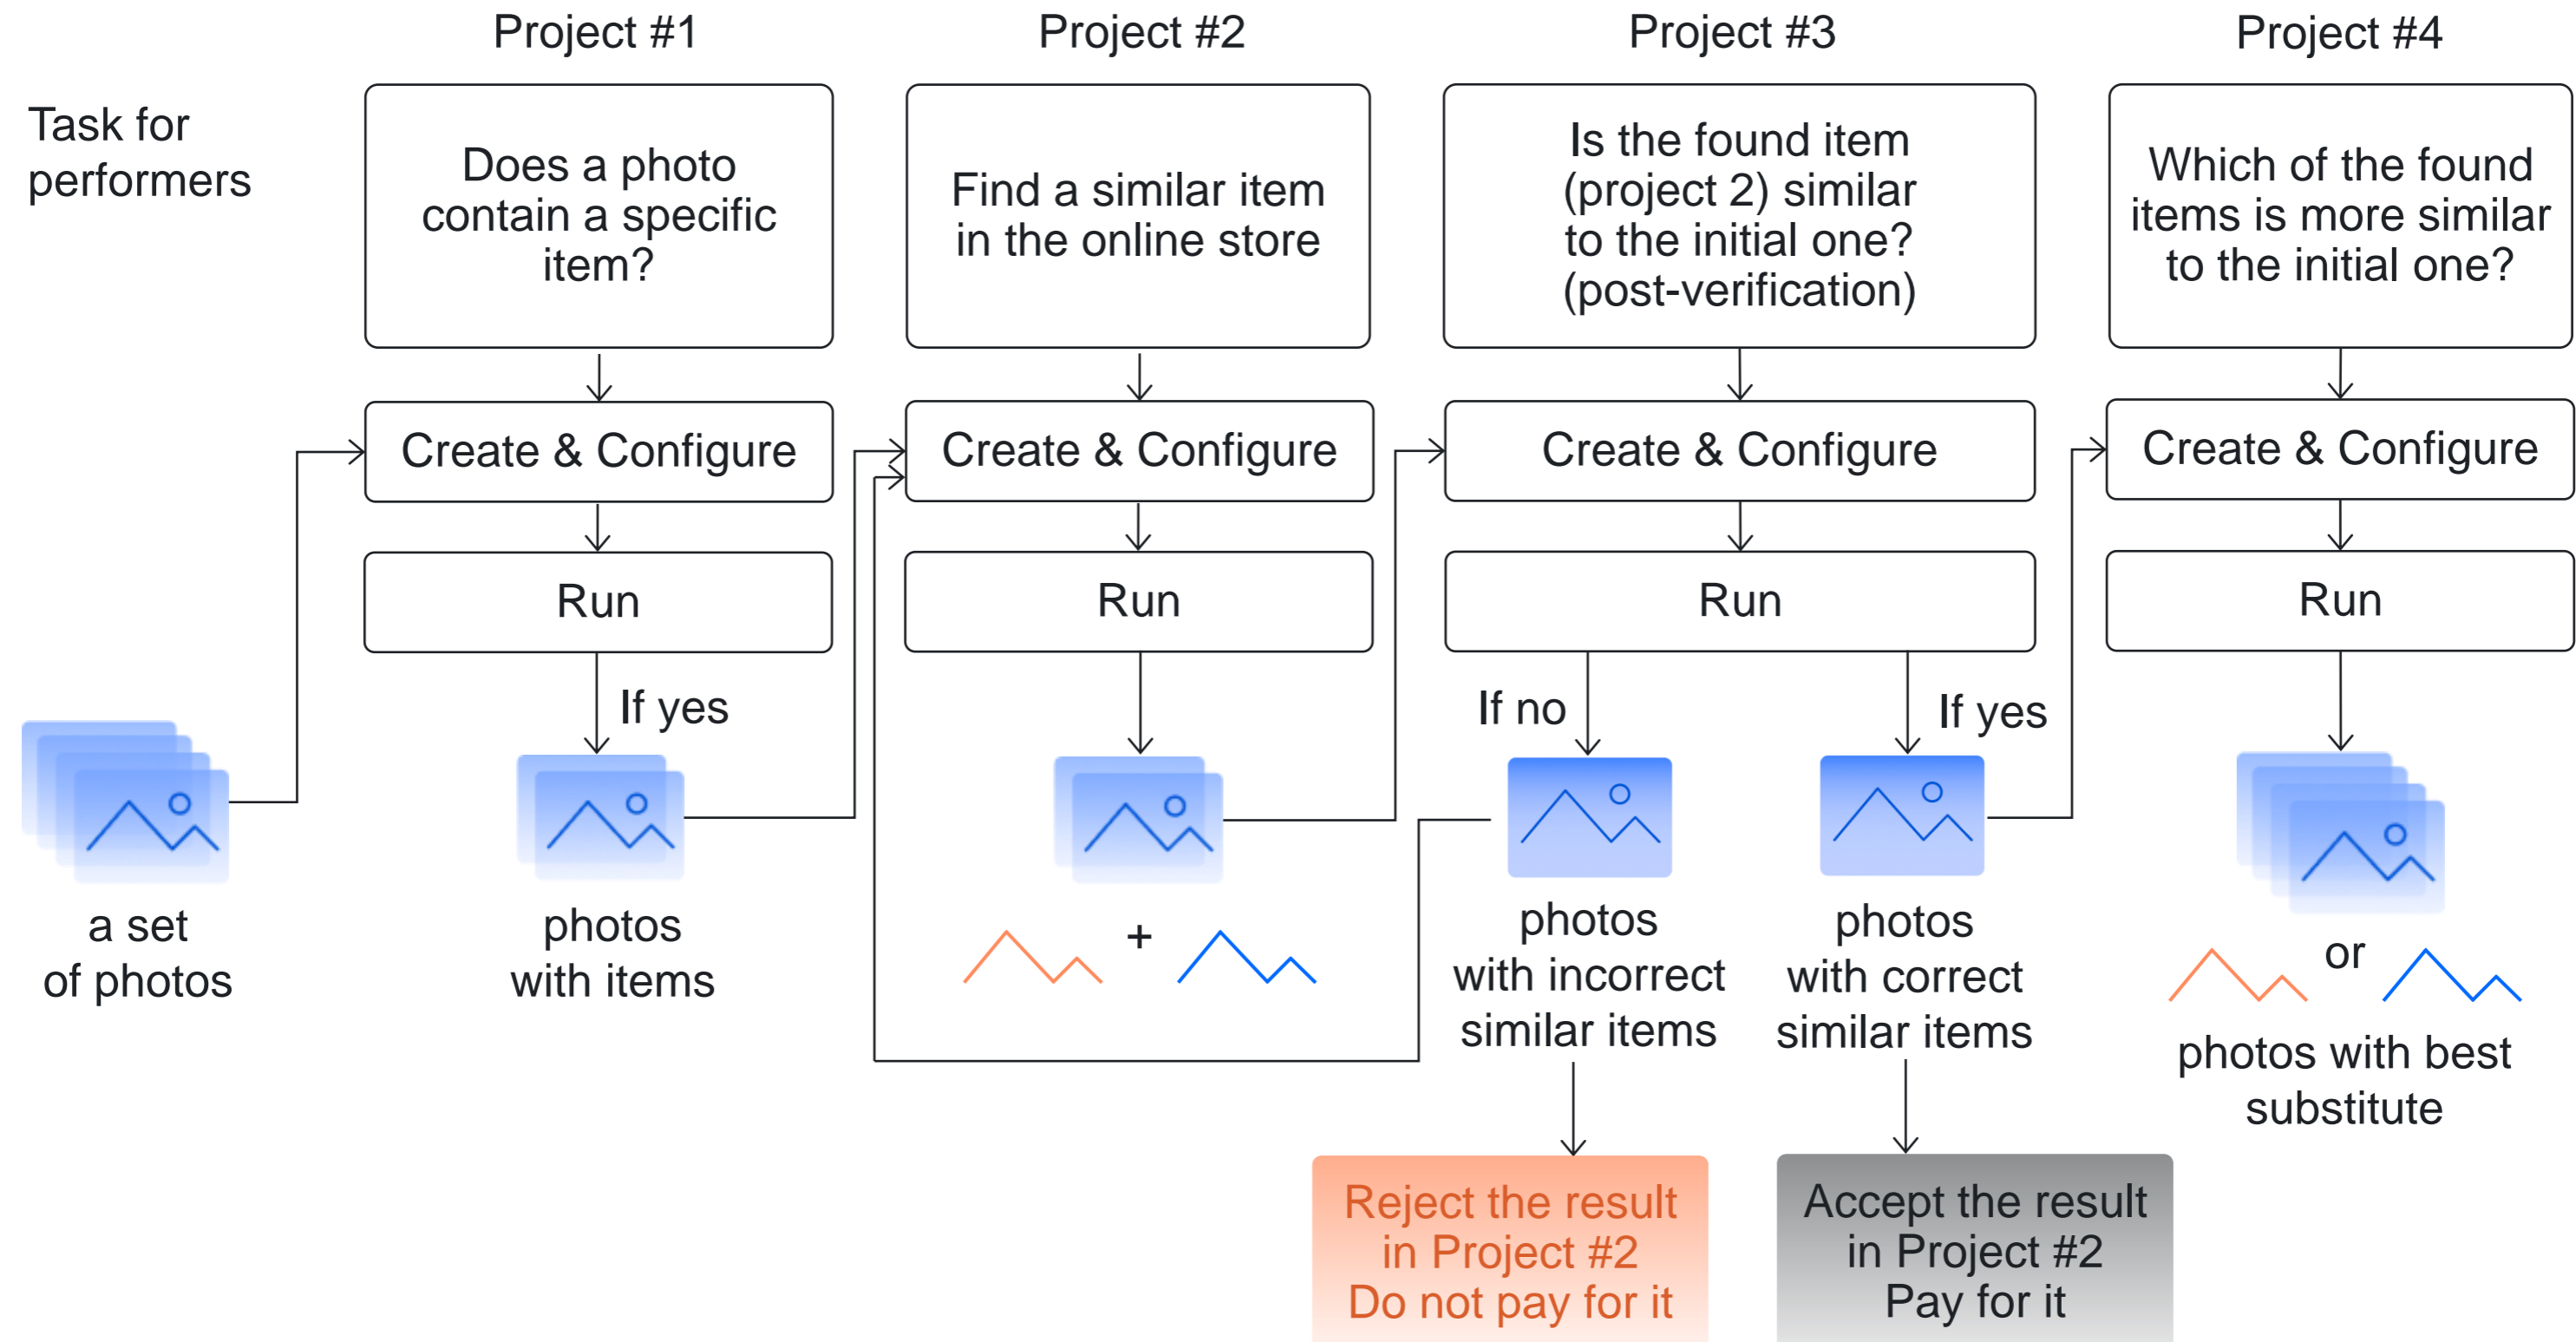 Project #1
Project #2
Project #3
Project #4
Task for
performers
Does a photo
contain a specific
item?
Find a similar item
in the online store
Is the found item
(project 2) similar
to the initial one?
(post-verification)
Which of the found
items is more similar
to the initial one?
Create & Configure
Create & Configure
Create & Configure
Create & Configure
Run
Run
Run
Run
If yes
If no
If yes
a set
of photos
photos
with items
+
photos
with incorrect
similar items
photos
with correct
similar items
or
photos with best
substitute
Reject the result
in Project #2
Do not pay for it
Accept the result
in Project #2
Pay for it